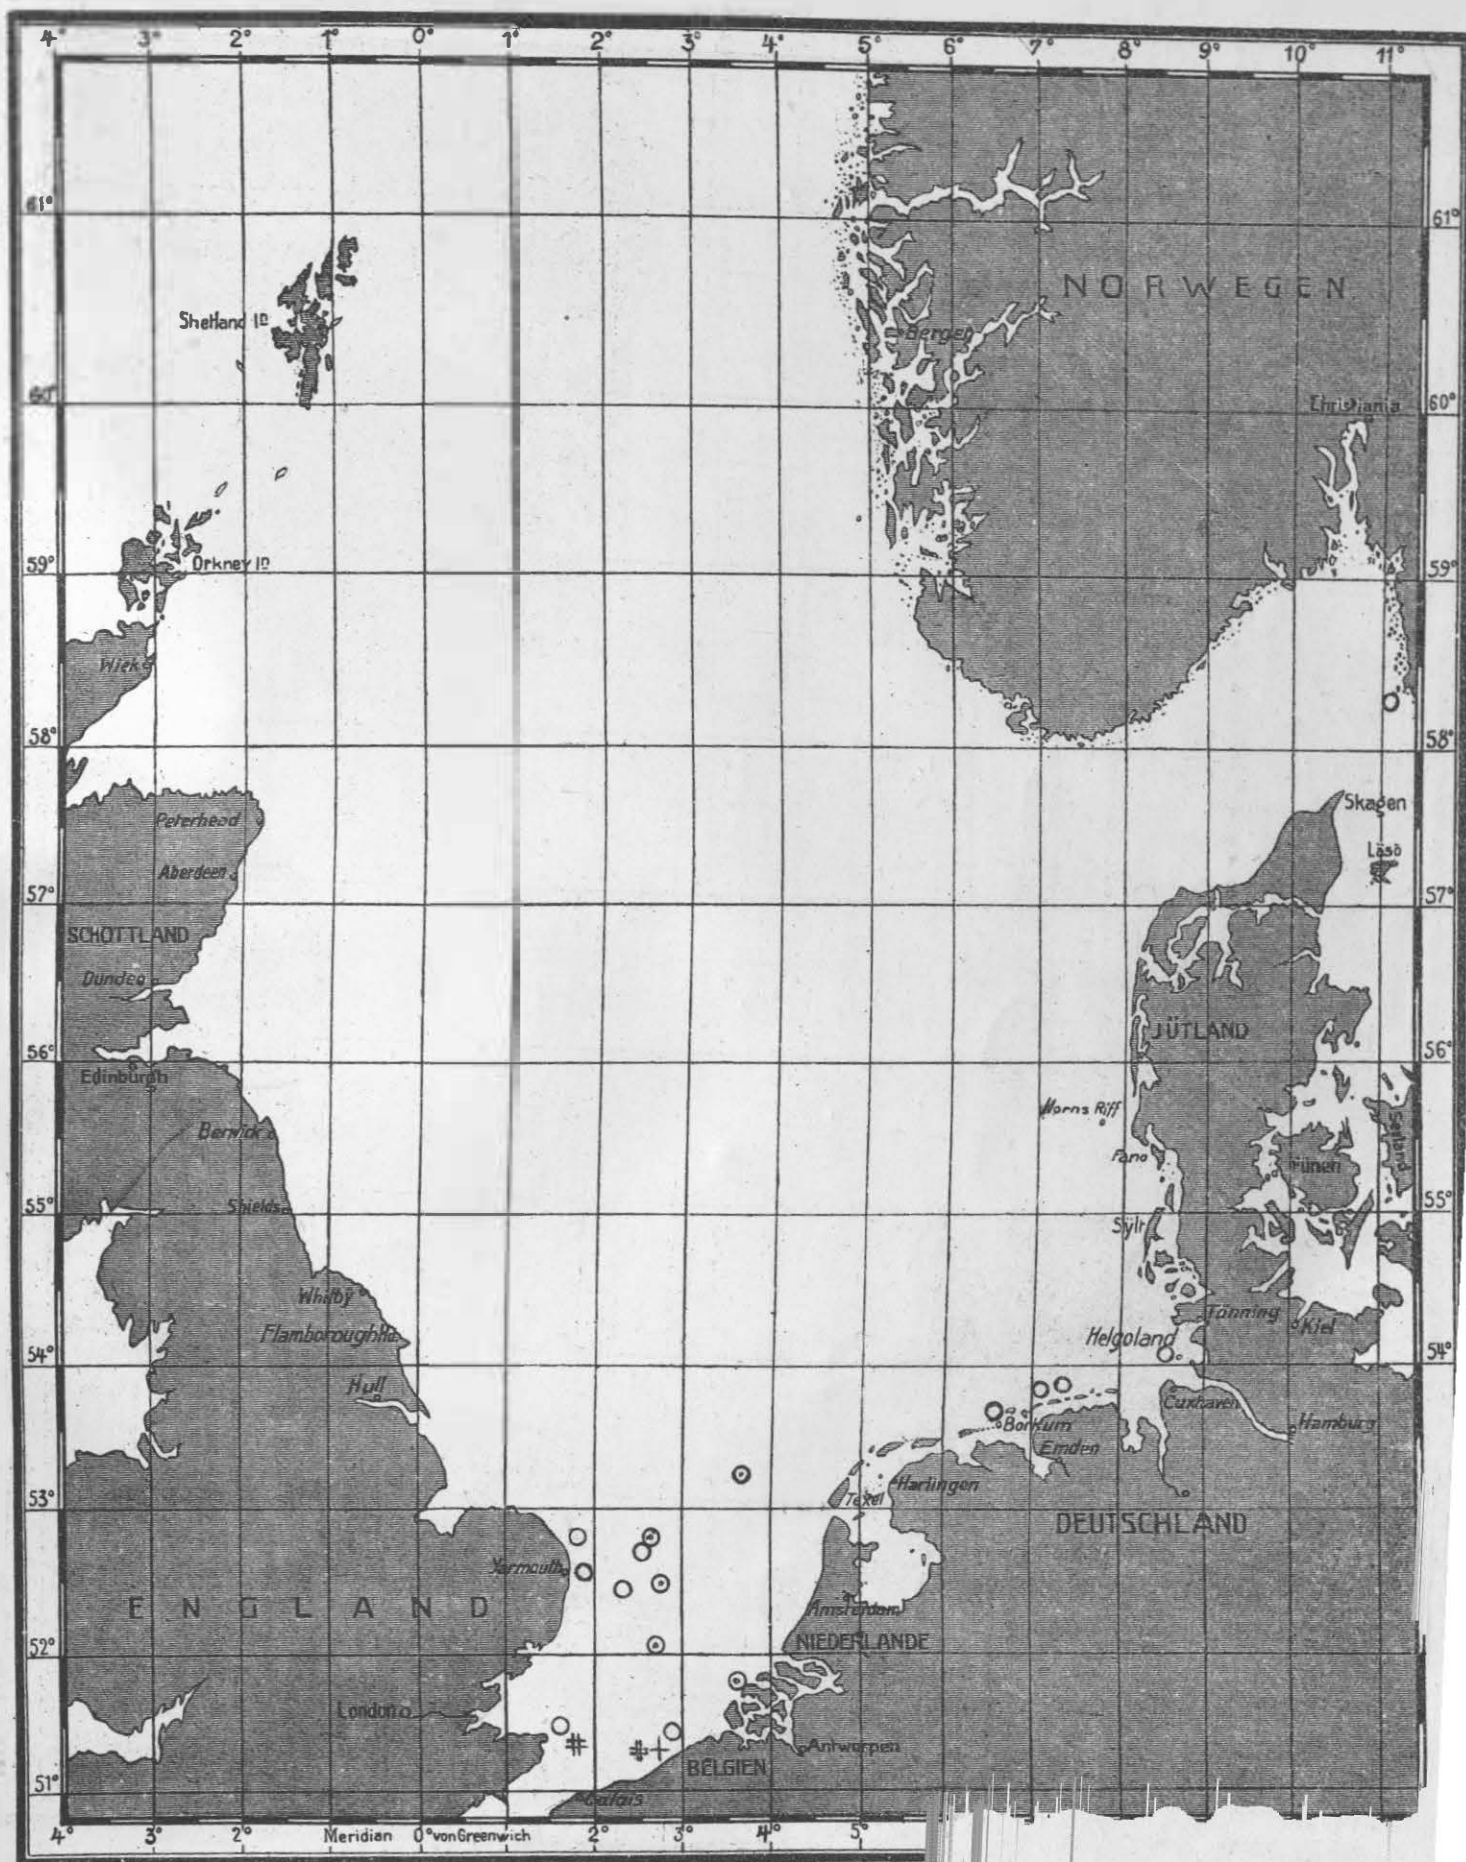 4° 3° 2° 1° 0° 1° 2° 3° 4° 5° 6° 7° 8° 9° 10° 11°
61° 61°
NORWEGEN
Shetland Iᴰ
Bergen
60° 60°
Christiania
59° 59°
Orkney Iᴰ
Wick
58° 58°
Skagen
Peterhead
Läsö
Aberdeen
57° 57°
SCHOTTLAND
Dundee
JÜTLAND
56° 56°
Edinburgh
Horns Riff
Berwick
Seeland
Fanö
Fünen
55° 55°
Shields
Sylt
Whitby
Tönning
Flamborough Hd
Helgoland
Kiel
54° 54°
Hull
Cuxhaven
Borkum
Hamburg
Emden
Harlingen
Texel
53°
DEUTSCHLAND
Yarmouth
ENGLAND
Amsterdam
52°
NIEDERLANDE
London
Antwerpen
BELGIEN
51°
Calais
4° 3° 2° Meridian 0° von Greenwich 2° 3° 4° 5°